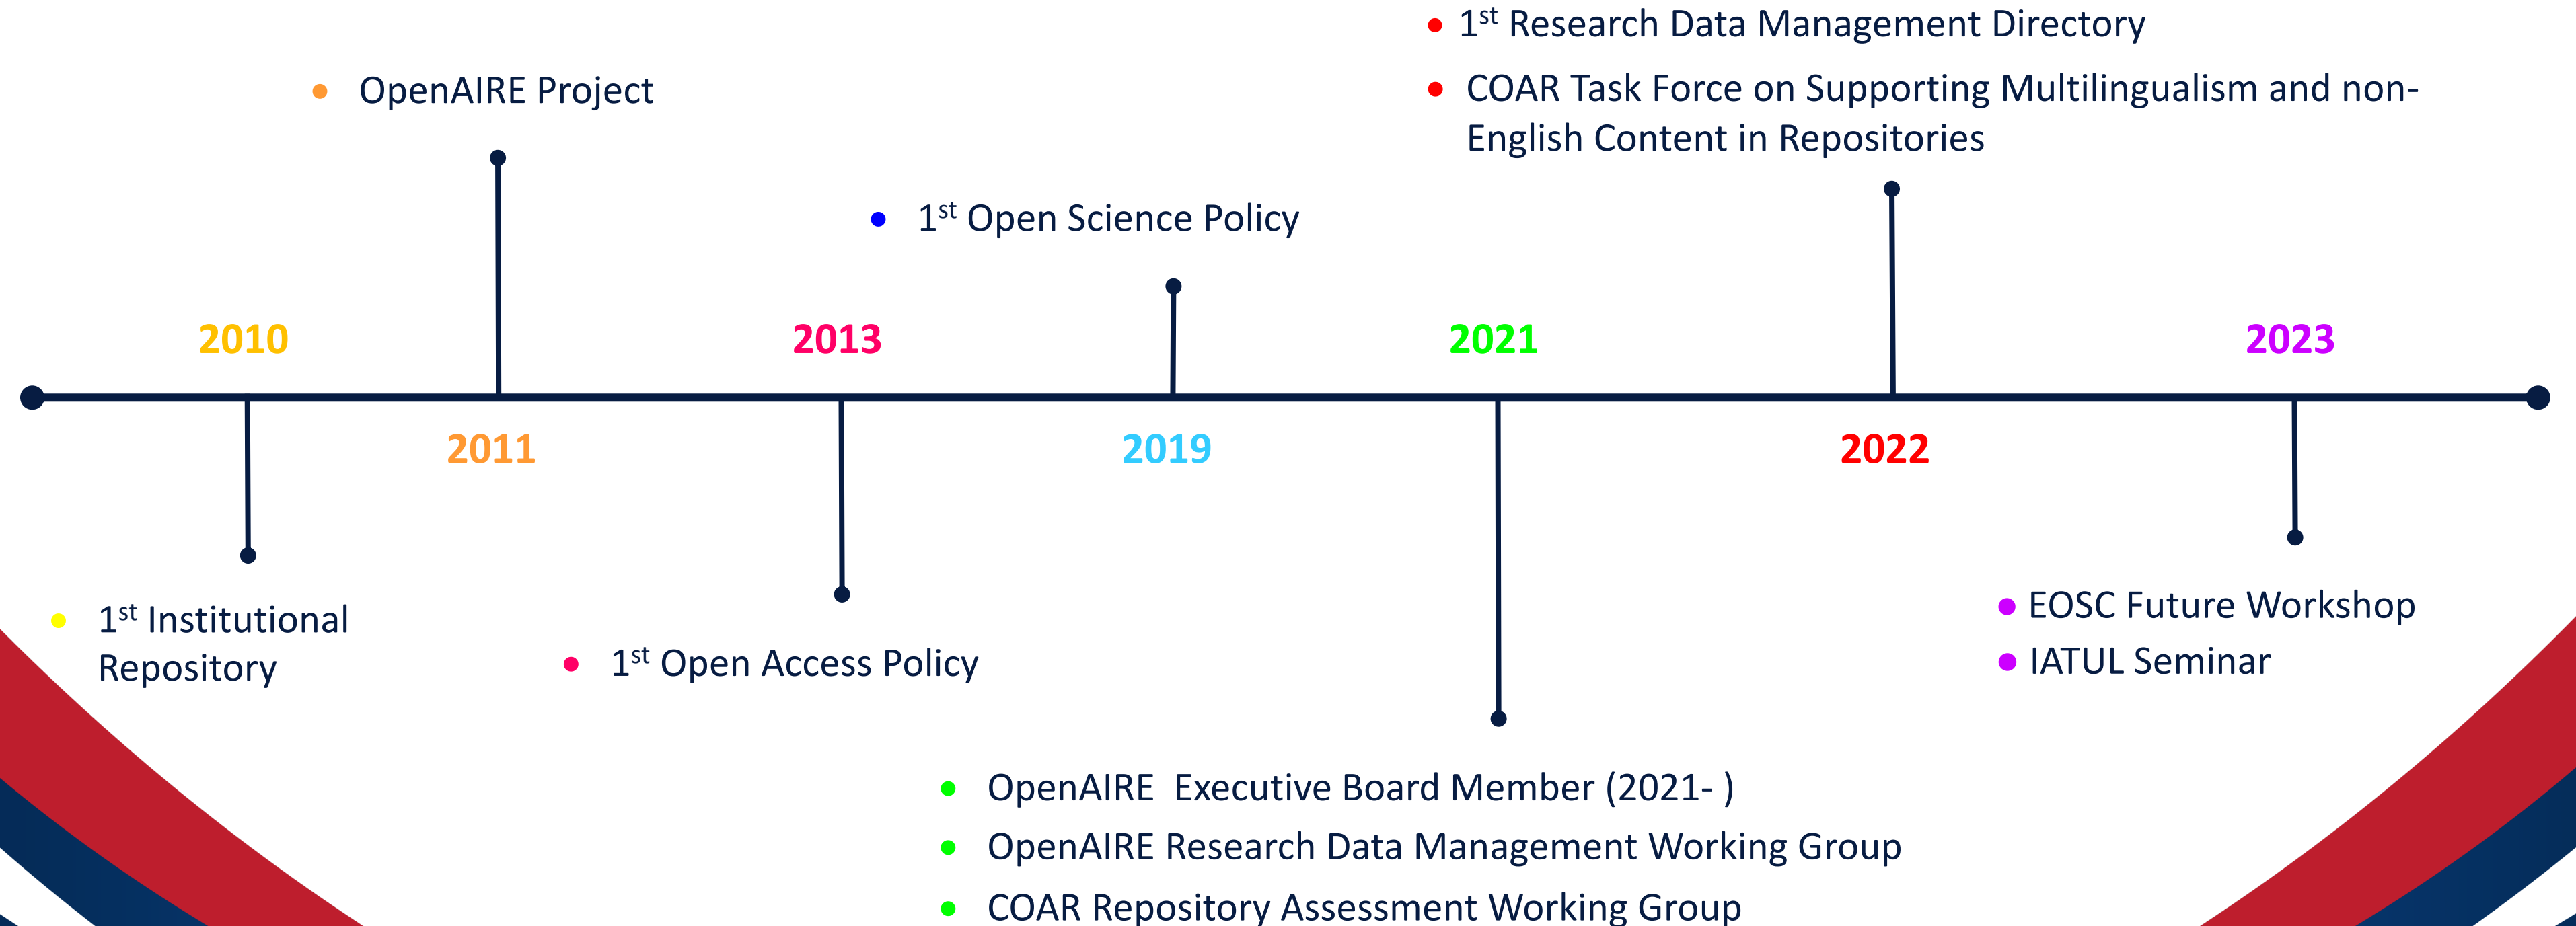 1st Research Data Management Directory
COAR Task Force on Supporting Multilingualism and non-
English Content in Repositories
OpenAIRE Project
1st Open Science Policy
2010
2013
2021
2023
2011
2019
2022
1st Institutional
Repository
1st Open Access Policy
EOSC Future Workshop
IATUL Seminar
OpenAIRE  Executive Board Member (2021- )
OpenAIRE Research Data Management Working Group
COAR Repository Assessment Working Group